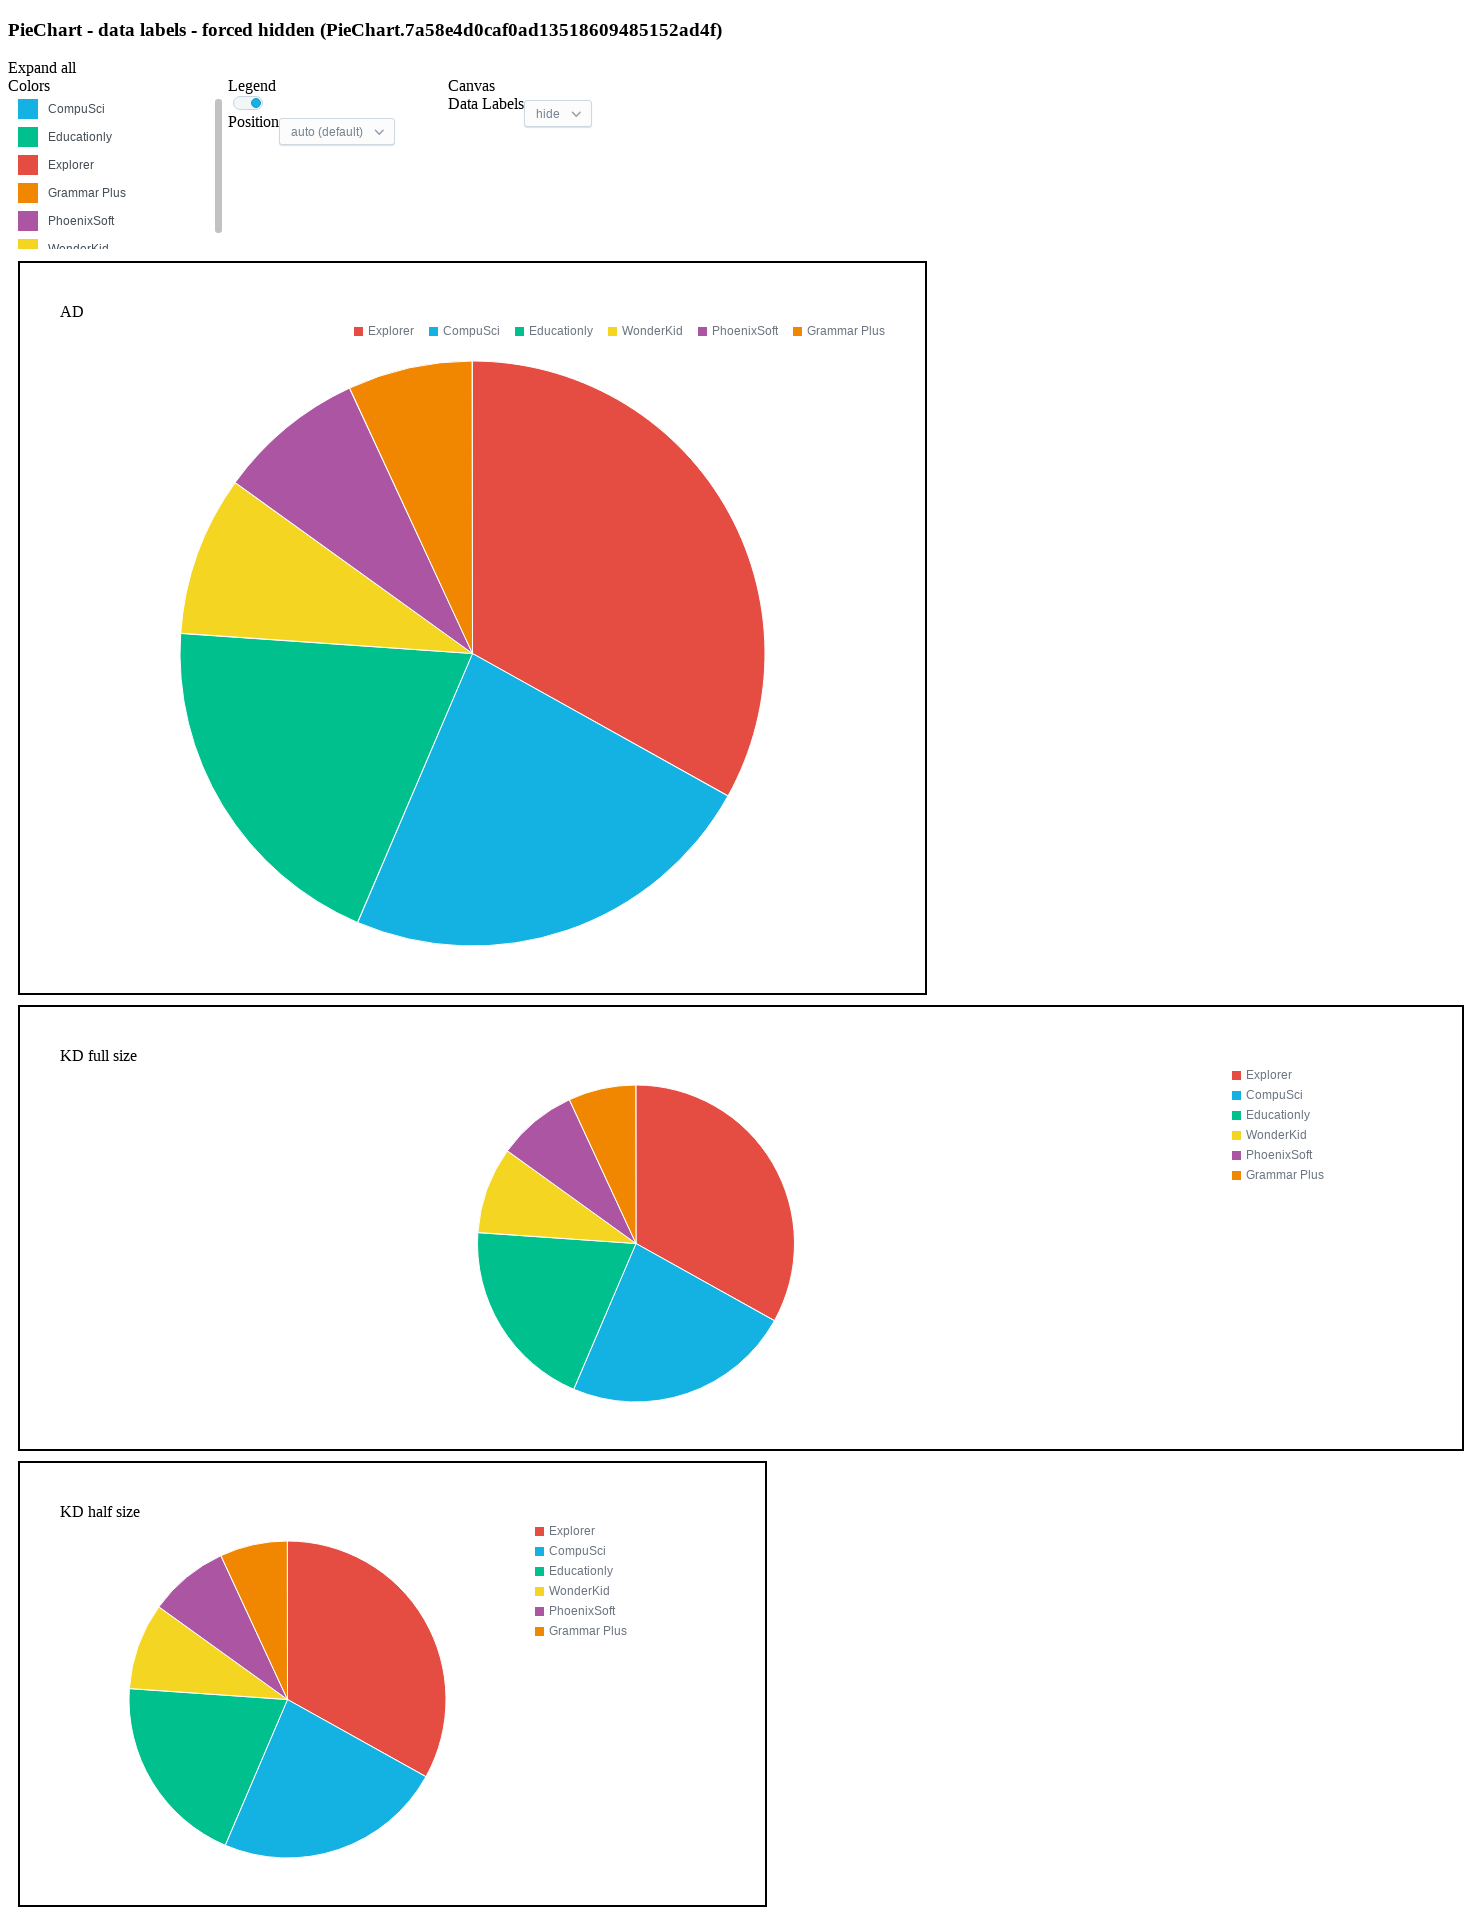 PieChart - data labels - forced hidden (PieChart.7a58e4d0caf0ad13518609485152ad4f)
Expand all
Colors
CompuSci
Educationly
Explorer
Grammar Plus
PhoenixSoft
WonderKid
Legend
Position auto (default)
Canvas
Data Labels hide
AD
Explorer CompuSci Educationly WonderKid PhoenixSoft Grammar Plus
KD full size
Explorer
CompuSci
Educationly
WonderKid
PhoenixSoft
Grammar Plus
KD half size
Explorer
CompuSci
Educationly
WonderKid
PhoenixSoft
Grammar Plus